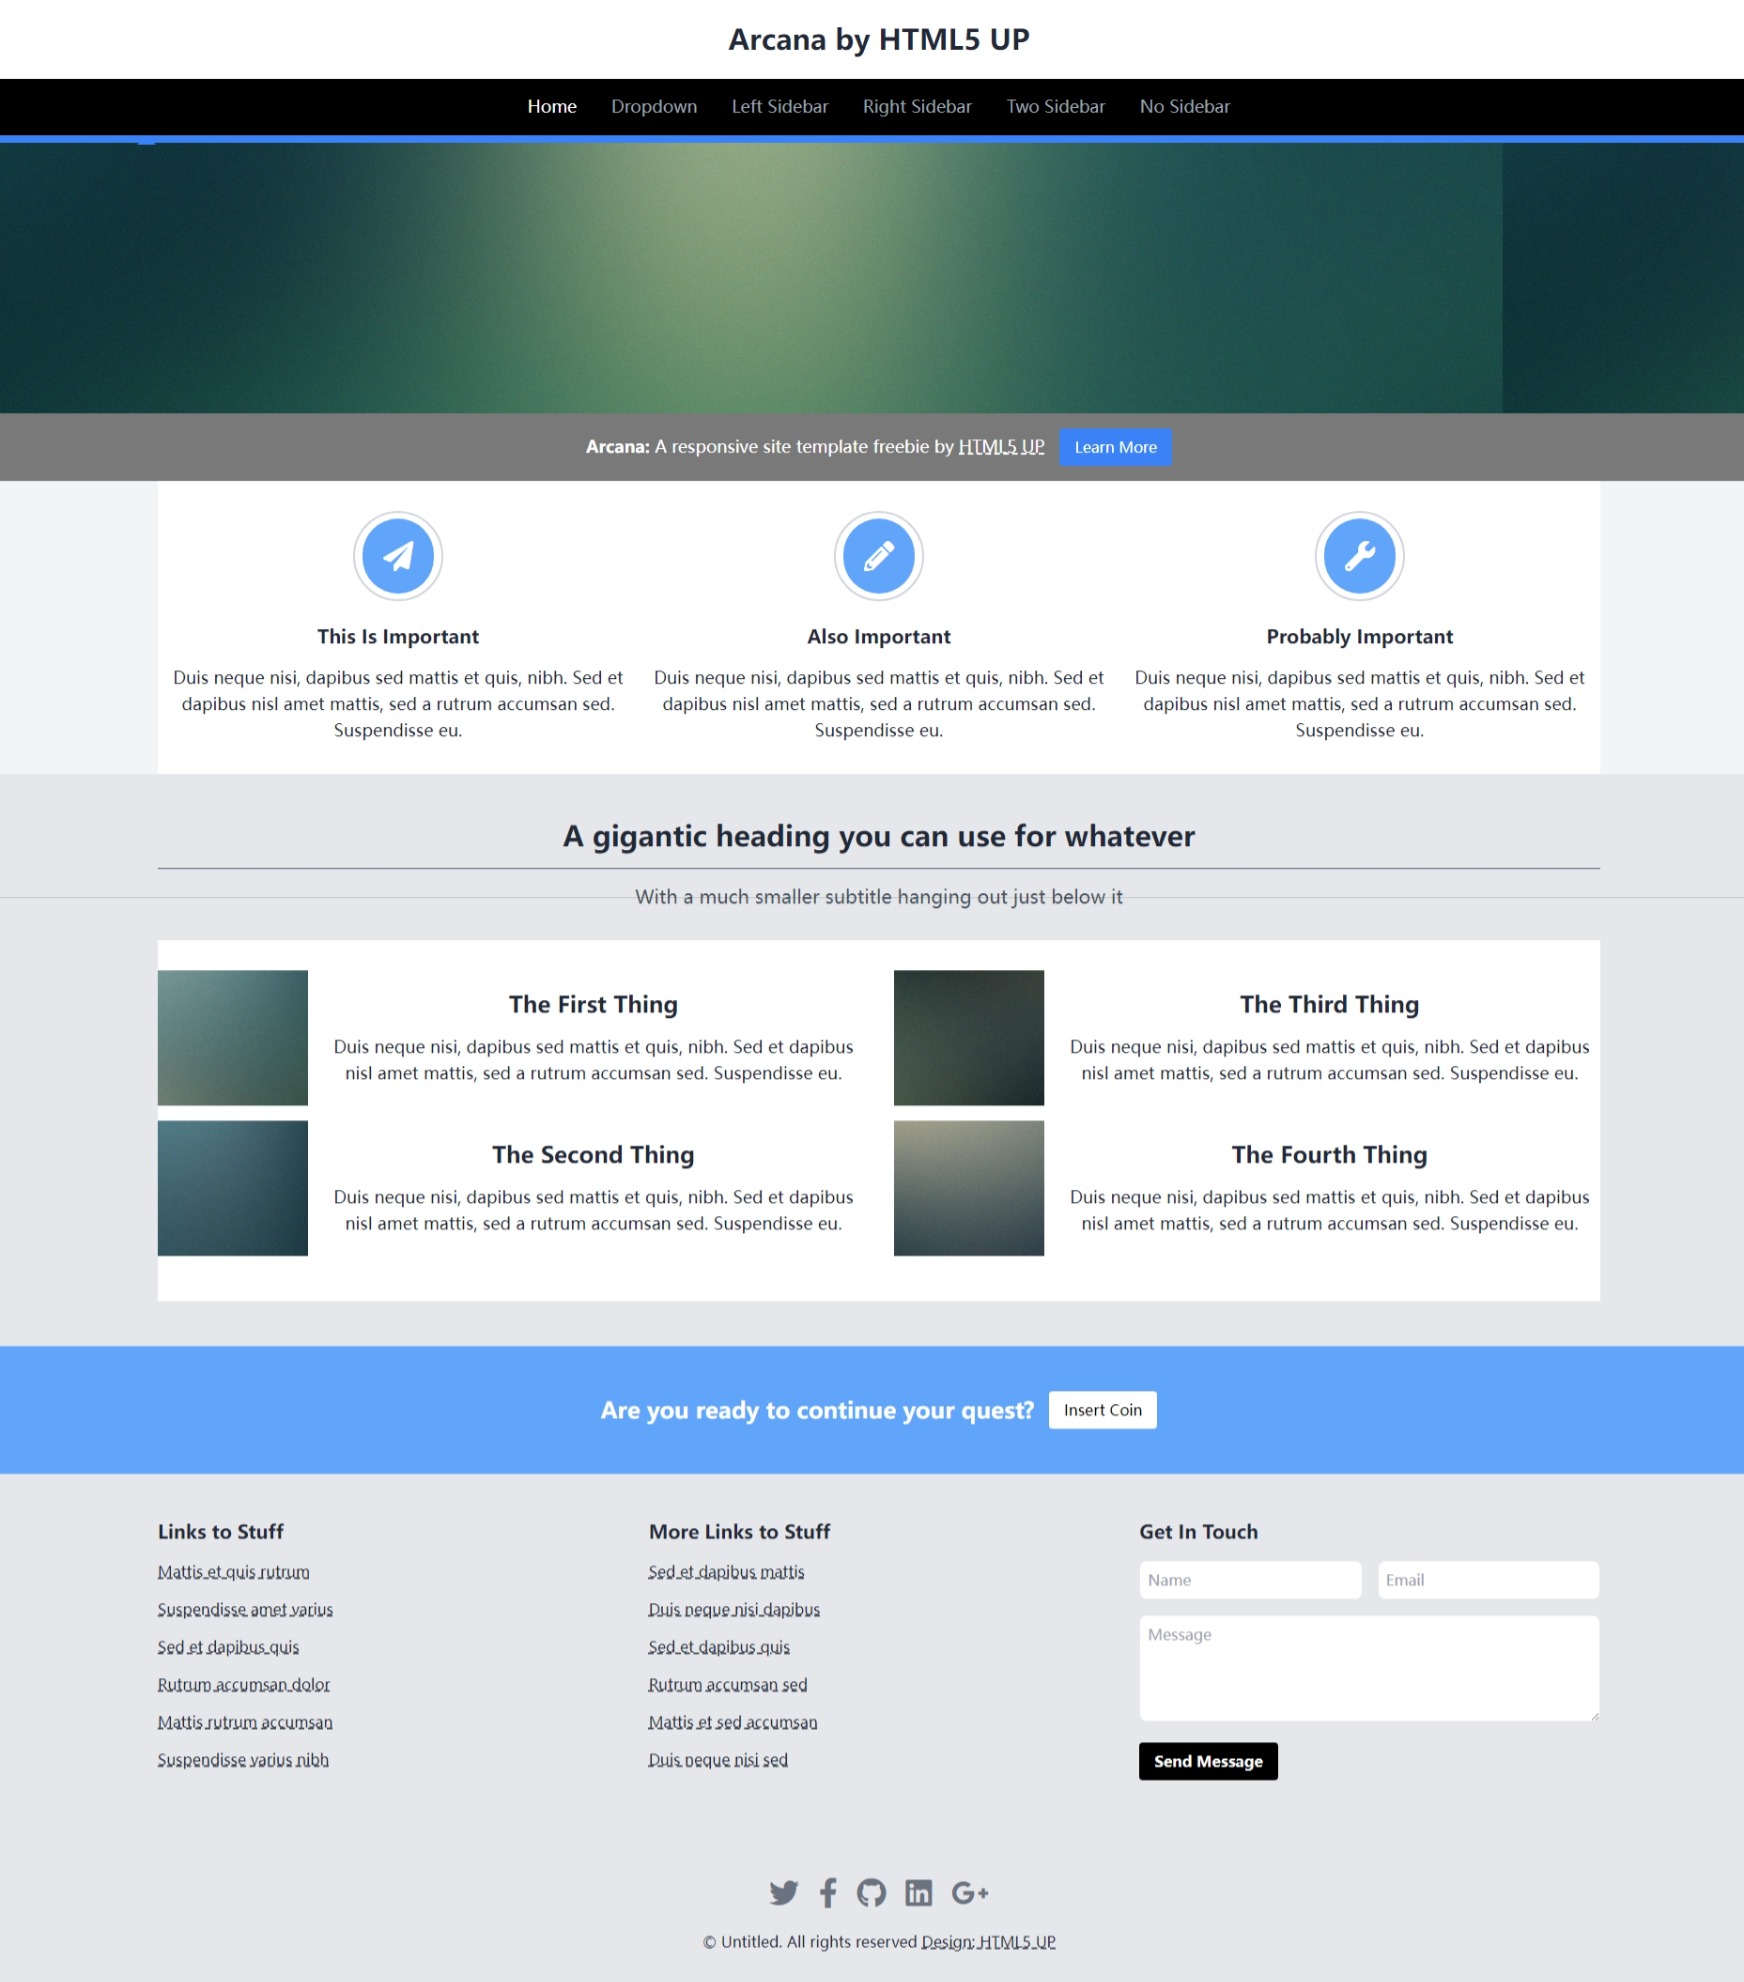 Arcana by HTML5 UP
Home Dropdown Left Sidebar Right Sidebar Two Sidebar No Sidebar
Arcana: A responsive site template freebie by HTML5 UP Learn More
This Is Important
Duis neque nisi, dapibus sed mattis et quis, nibh. Sed et
dapibus nisl amet mattis, sed a rutrum accumsan sed.
Suspendisse eu.
Also Important
Duis neque nisi, dapibus sed mattis et quis, nibh. Sed et
dapibus nisl amet mattis, sed a rutrum accumsan sed.
Suspendisse eu.
Probably Important
Duis neque nisi, dapibus sed mattis et quis, nibh. Sed et
dapibus nisl amet mattis, sed a rutrum accumsan sed.
Suspendisse eu.
A gigantic heading you can use for whatever
With a much smaller subtitle hanging out just below it
The First Thing
Duis neque nisi, dapibus sed mattis et quis, nibh. Sed et dapibus
nisl amet mattis, sed a rutrum accumsan sed. Suspendisse eu.
The Third Thing
Duis neque nisi, dapibus sed mattis et quis, nibh. Sed et dapibus
nisl amet mattis, sed a rutrum accumsan sed. Suspendisse eu.
The Second Thing
Duis neque nisi, dapibus sed mattis et quis, nibh. Sed et dapibus
nisl amet mattis, sed a rutrum accumsan sed. Suspendisse eu.
The Fourth Thing
Duis neque nisi, dapibus sed mattis et quis, nibh. Sed et dapibus
nisl amet mattis, sed a rutrum accumsan sed. Suspendisse eu.
Are you ready to continue your quest? Insert Coin
Links to Stuff
Mattis et quis rutrum
Suspendisse amet varius
Sed et dapibus quis
Rutrum accumsan dolor
Mattis rutrum accumsan
Suspendisse varius nibh
More Links to Stuff
Sed et dapibus mattis
Duis neque nisi dapibus
Sed et dapibus quis
Rutrum accumsan sed
Mattis et sed accumsan
Duis neque nisi sed
Get In Touch
Name Email
Message
Send Message
© Untitled. All rights reserved Design: HTML5 UP